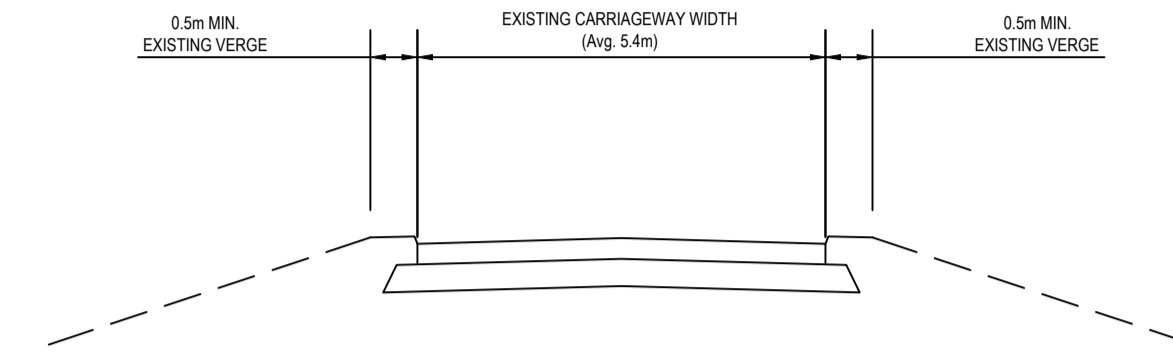 0.5m MIN.
EXISTING VERGE
EXISTING CARRIAGEWAY WIDTH
(Avg. 5.4m)
0.5m MIN.
EXISTING VERGE